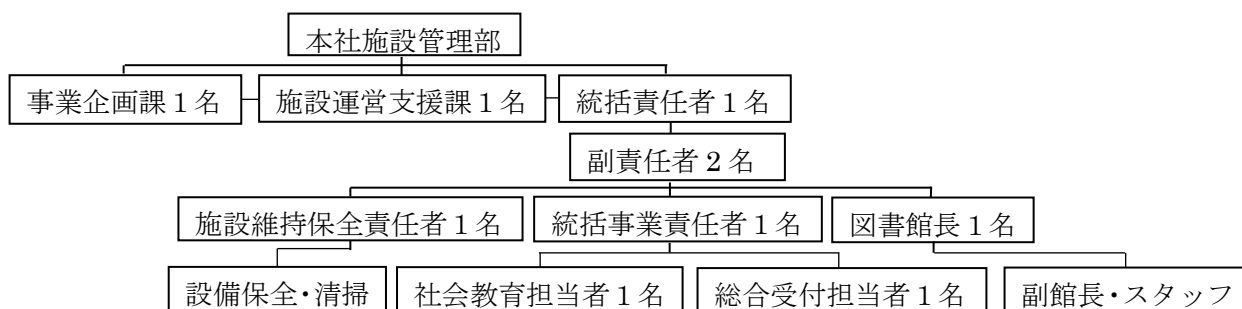 本社施設管理部
事業企画課1名
施設運営支援課1名
統括責任者1名
副責任者2名
施設維持保全責任者1名
統括事業責任者1名
図書館長1名
設備保全・清掃
社会教育担当者1名
総合受付担当者1名
副館長・スタッフ